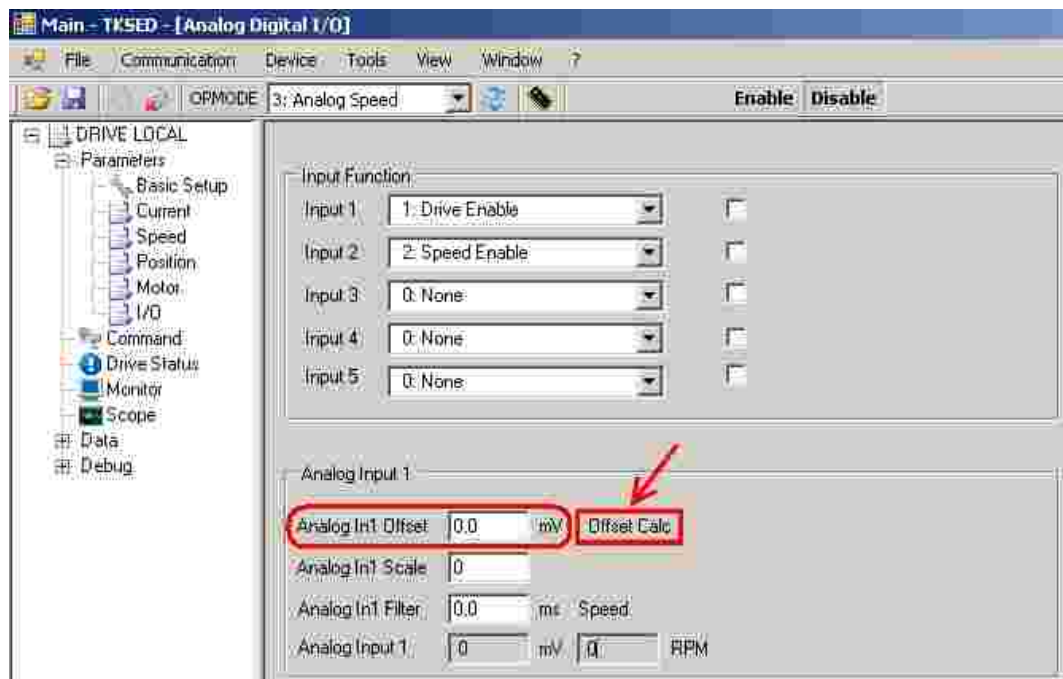 Main - TKSED - [Analog Digital I/O]
File Communication Device Tools View Window ?
OPMODE 3: Analog Speed Enable Disable
DRIVE LOCAL
Parameters
Basic Setup
Current
Speed
Position
Motor
I/O
Command
Drive Status
Monitor
Scope
Data
Debug
Input Function
Input 1 1: Drive Enable
Input 2 2: Speed Enable
Input 3 0: None
Input 4 0: None
Input 5 0: None
Analog Input 1
Analog In1 Offset 0.0 mV Offset Calc
Analog In1 Scale 0
Analog In1 Filter 0.0 ms Speed
Analog Input 1 0 mV 0 RPM